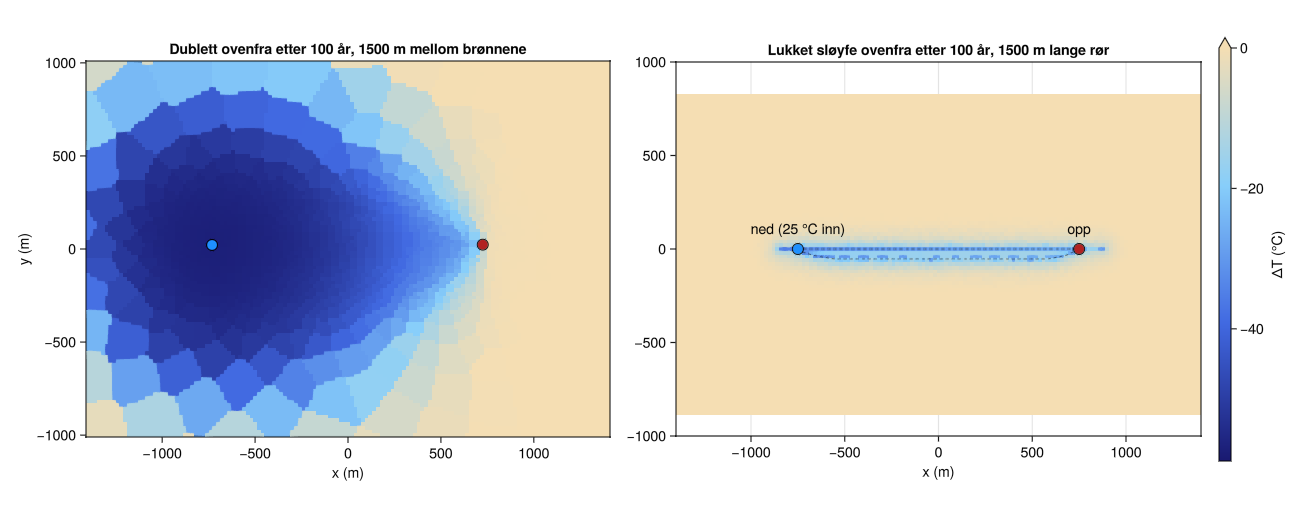 Dublett ovenfra etter 100 år, 1500 m mellom brønnene
1000
500
0
−500
−1000
y (m)
−1000
−500
0
500
1000
x (m)
Lukket sløyfe ovenfra etter 100 år, 1500 m lange rør
1000
500
0
−500
−1000
ned (25 °C inn)
opp
−1000
−500
0
500
1000
x (m)
0
−20
−40
ΔT (°C)